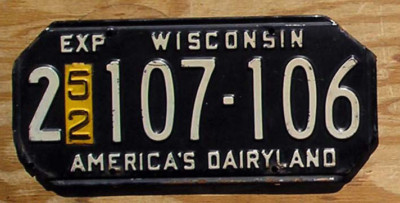 EXP WISCONSIN
2 52 107-106
AMERICA'S DAIRYLAND